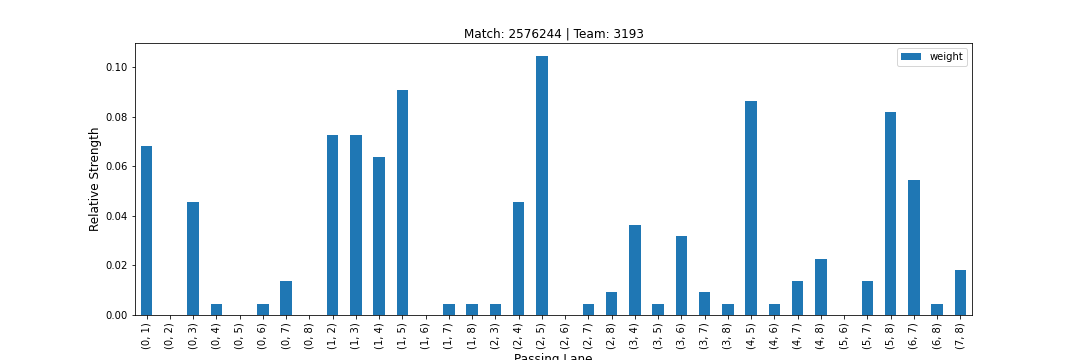 Match: 2576244 | Team: 3193
weight
Relative Strength
0.10
0.08
0.06
0.04
0.02
0.00
(0, 1) (0, 2) (0, 3) (0, 4) (0, 5) (0, 6) (0, 7) (0, 8) (1, 2) (1, 3) (1, 4) (1, 5) (1, 6) (1, 7) (1, 8) (2, 3) (2, 4) (2, 5) (2, 6) (2, 7) (2, 8) (3, 4) (3, 5) (3, 6) (3, 7) (3, 8) (4, 5) (4, 6) (4, 7) (4, 8) (5, 6) (5, 7) (5, 8) (6, 7) (6, 8) (7, 8)
Passing Lane